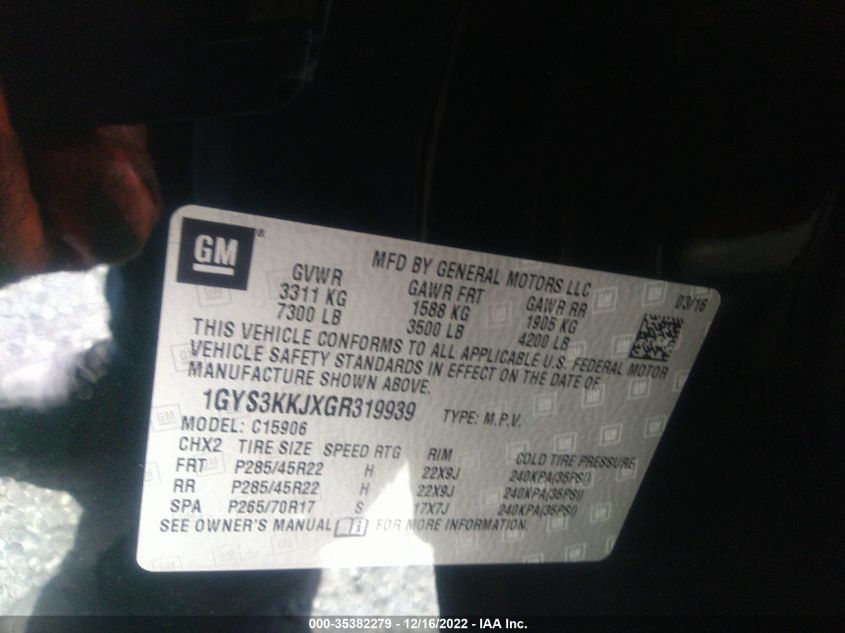 GM ®
MFD BY GENERAL MOTORS LLC
03/16
GVWR GAWR FRT GAWR RR
3311 KG 1588 KG 1905 KG
7300 LB 3500 LB 4200 LB
THIS VEHICLE CONFORMS TO ALL APPLICABLE U.S. FEDERAL MOTOR
VEHICLE SAFETY STANDARDS IN EFFECT ON THE DATE OF
MANUFACTURE SHOWN ABOVE.
1GYS3KKJXGR319939 TYPE: M.P.V.
MODEL: C15906
CHX2 TIRE SIZE SPEED RTG RIM COLD TIRE PRESSURE
FRT P285/45R22 H 22X9J 240KPA(35PSI)
RR P285/45R22 H 22X9J 240KPA(35PSI)
SPA P265/70R17 S 17X7J 240KPA(35PSI)
SEE OWNER'S MANUAL FOR MORE INFORMATION.
000-35382279 - 12/16/2022 - IAA Inc.